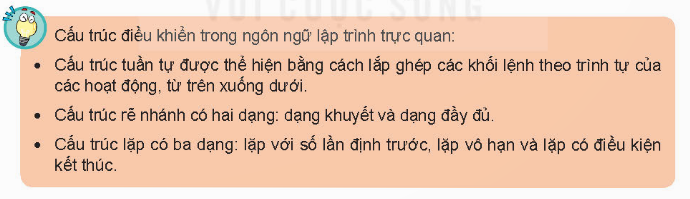 VỚI CUỘC SỐNG
Cấu trúc điều khiển trong ngôn ngữ lập trình trực quan:
• Cấu trúc tuần tự được thể hiện bằng cách lắp ghép các khối lệnh theo trình tự của
các hoạt động, từ trên xuống dưới.
• Cấu trúc rẽ nhánh có hai dạng: dạng khuyết và dạng đầy đủ.
• Cấu trúc lặp có ba dạng: lặp với số lần định trước, lặp vô hạn và lặp có điều kiện
kết thúc.